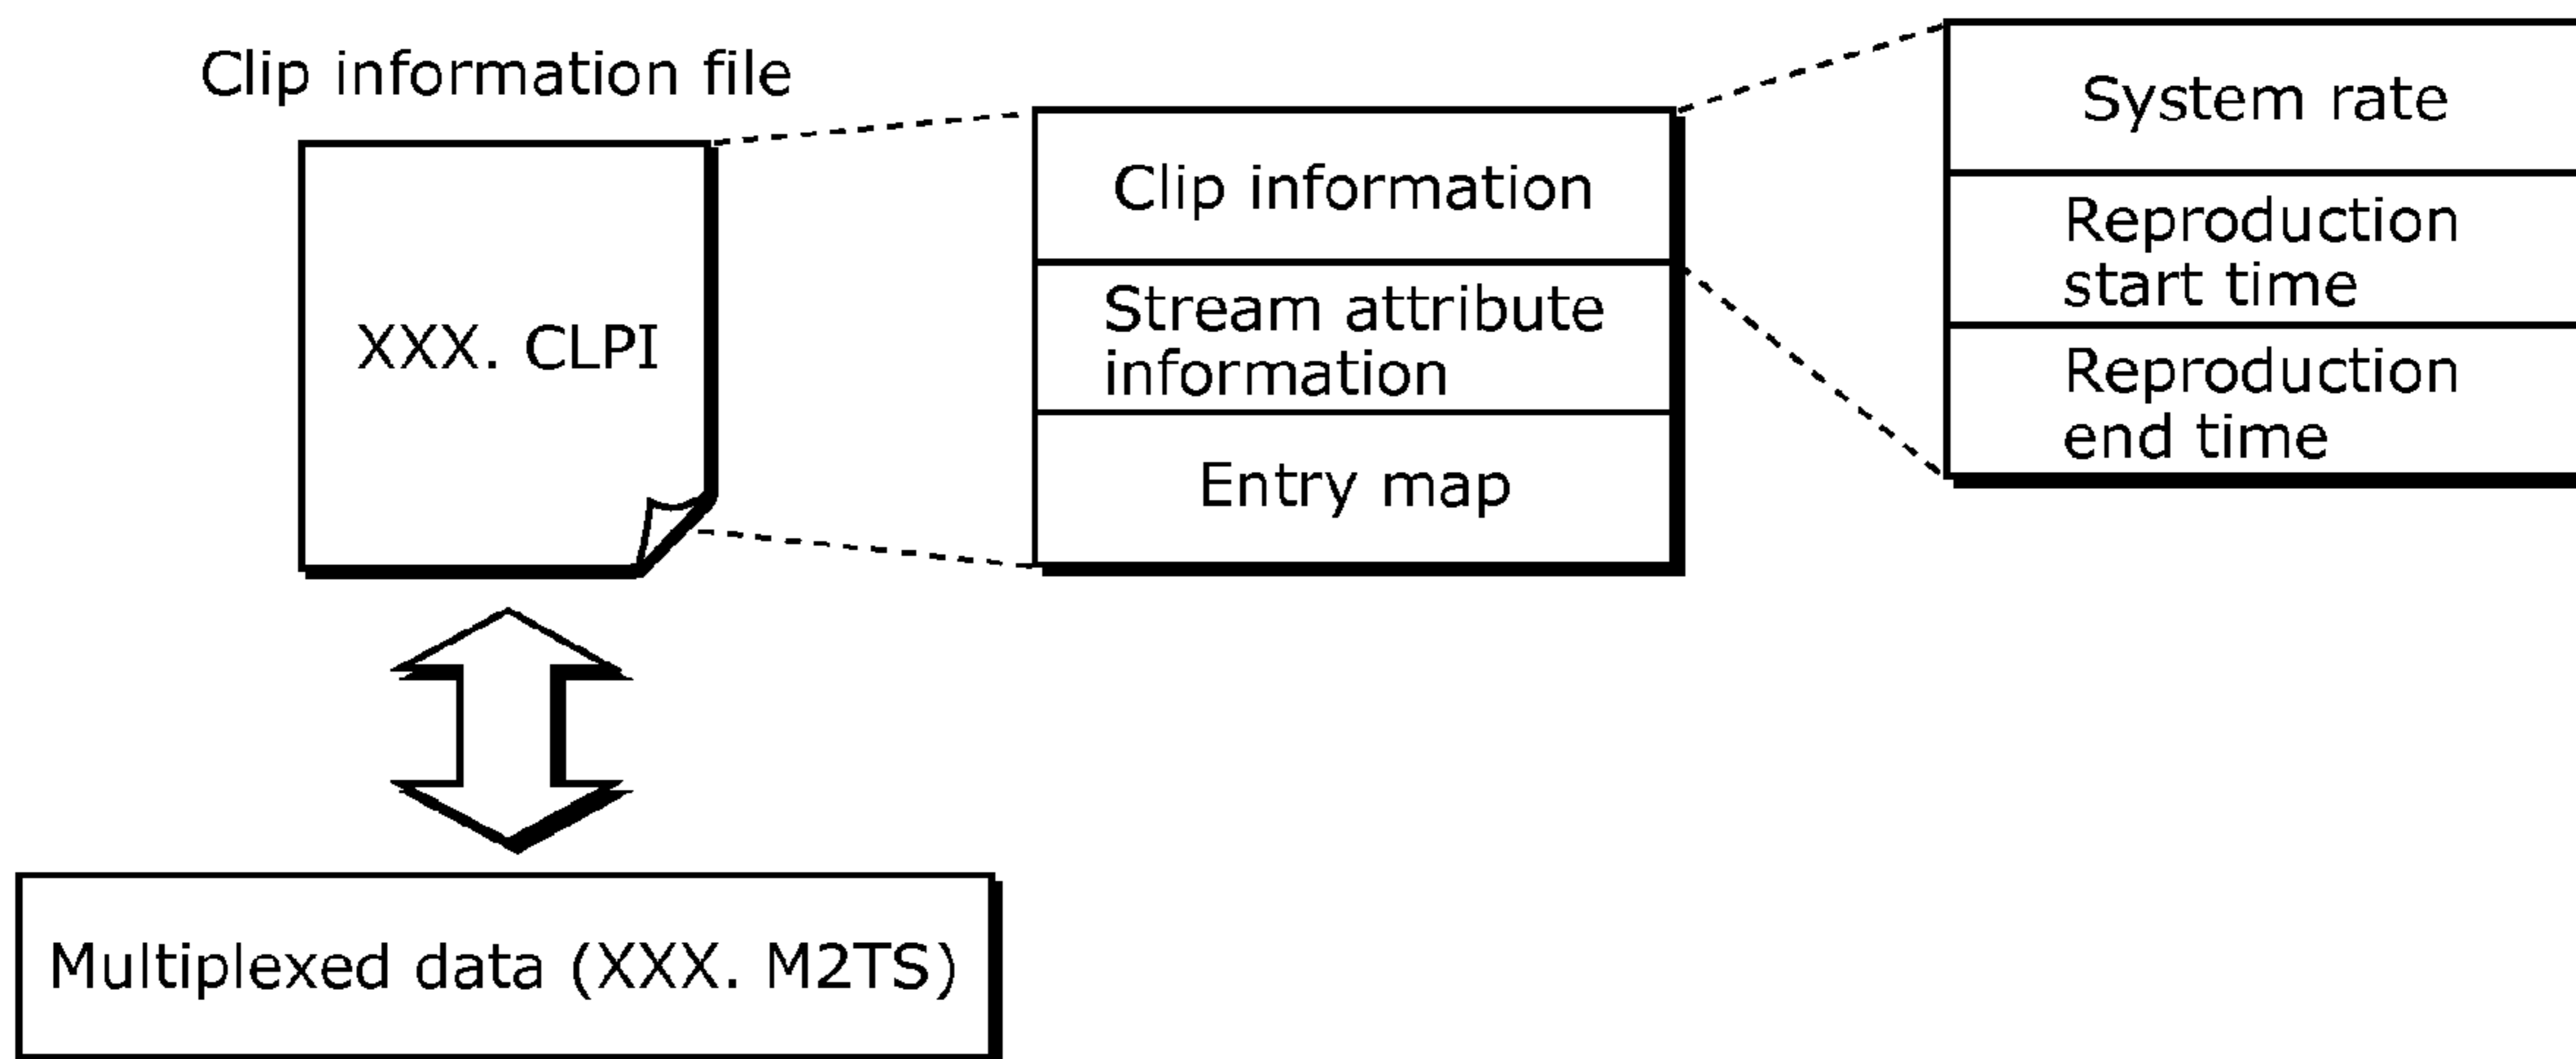 Clip information file
XXX. CLPI
Clip information
Stream attribute
information
Entry map
System rate
Reproduction
start time
Reproduction
end time
Multiplexed data (XXX. M2TS)